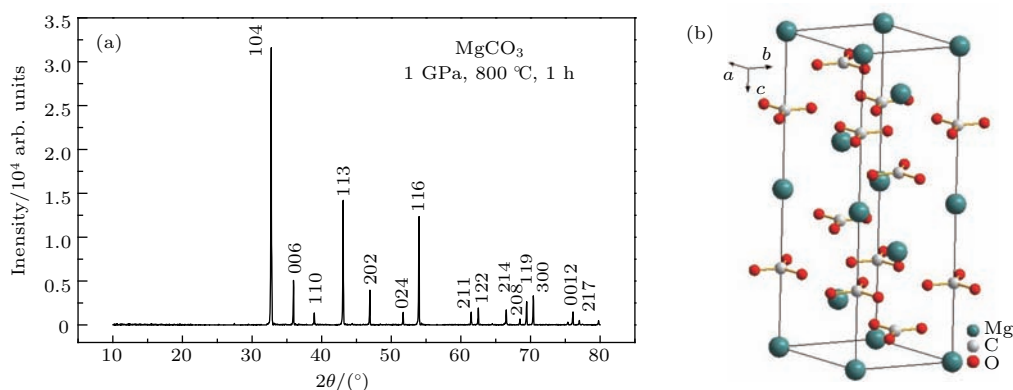 (a)
MgCO3
1 GPa, 800 ℃, 1 h
Inensity/10⁴ arb. units
3.5
3.0
2.5
2.0
1.5
1.0
0.5
0
104
006
110
113
202
024
116
211
122
214
208
119
300
0012
217
10 20 30 40 50 60 70 80
2θ/(°)
(b)
a
b
c
Mg
C
O